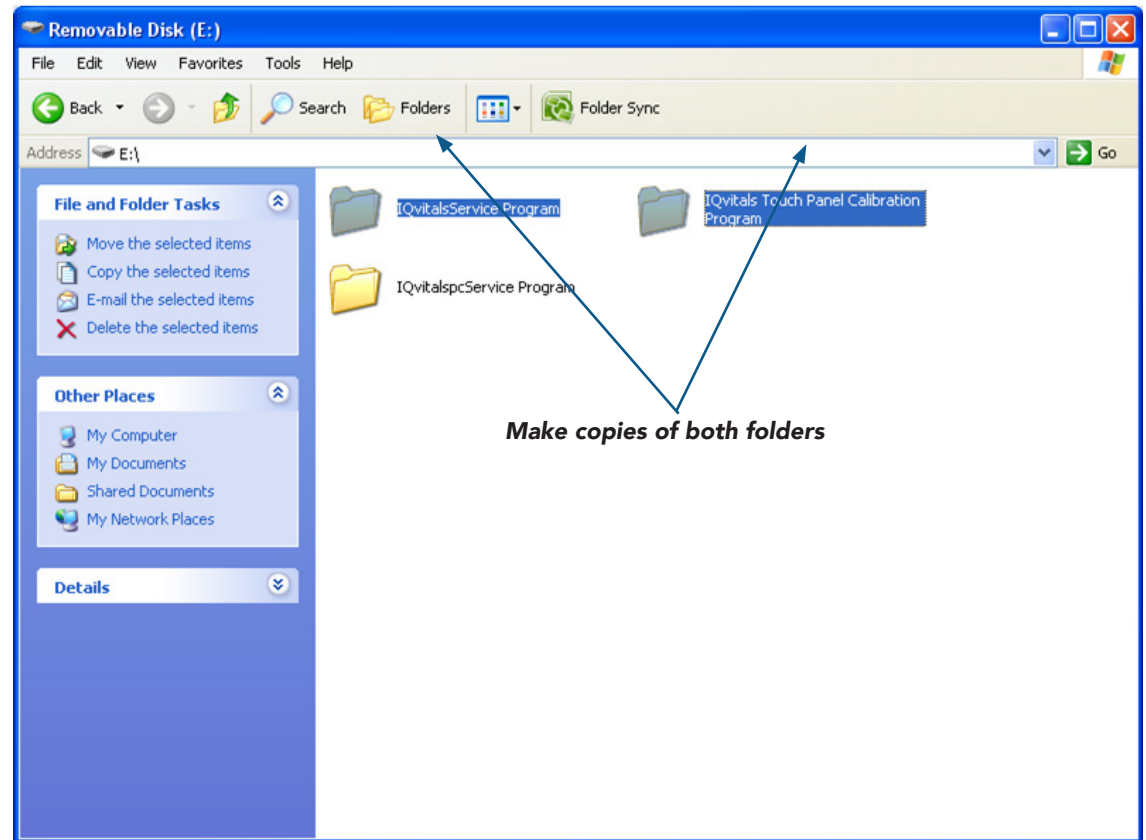 Removable Disk (E:)
File Edit View Favorites Tools Help
Back Search Folders Folder Sync
Address E:\ Go
File and Folder Tasks
Move the selected items
Copy the selected items
E-mail the selected items
Delete the selected items
Other Places
My Computer
My Documents
Shared Documents
My Network Places
Details
IQvitalsService Program
IQvitals Touch Panel Calibration
Program
IQvitalspcService Program
Make copies of both folders